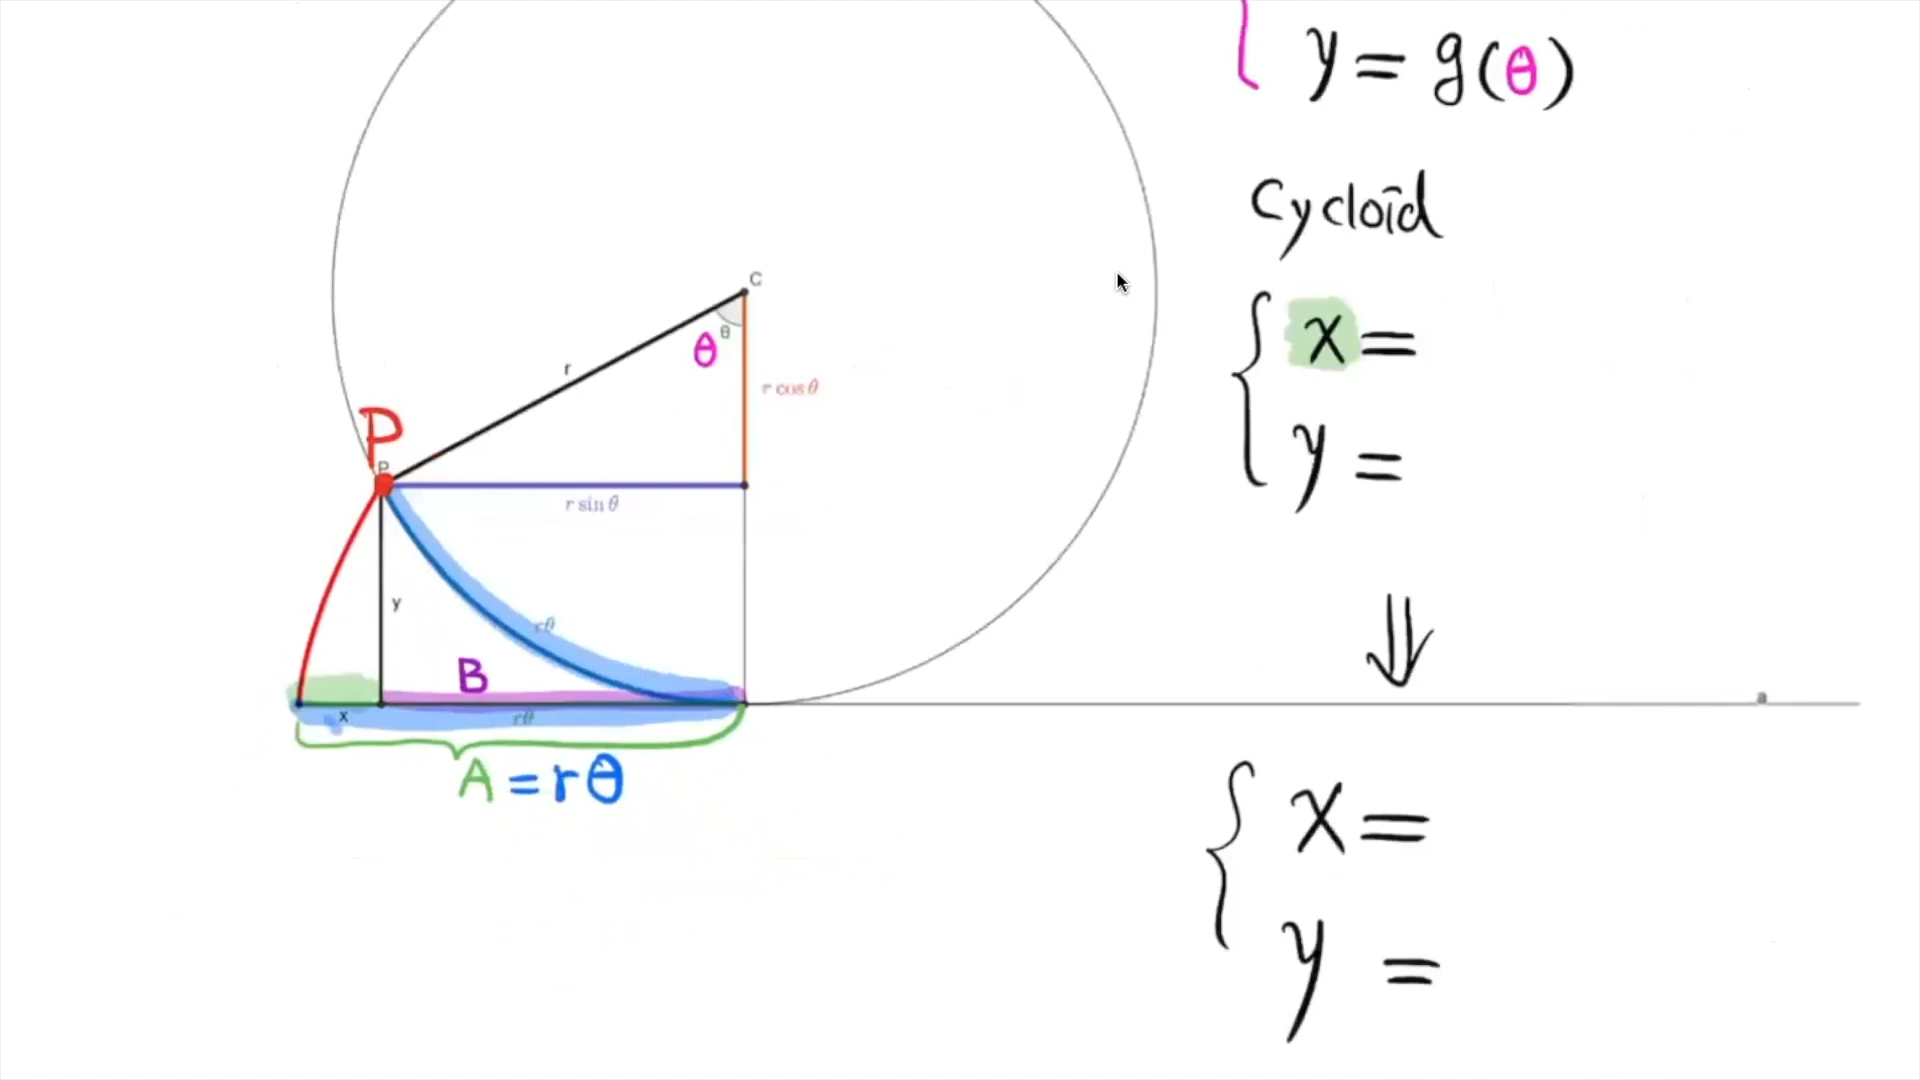 y = g(θ)
Cycloid
C
x =
θ
θ
r
r cos θ
P
P
y =
r sin θ
y
rθ
B
a
x
rθ
A = rθ
x =
y =